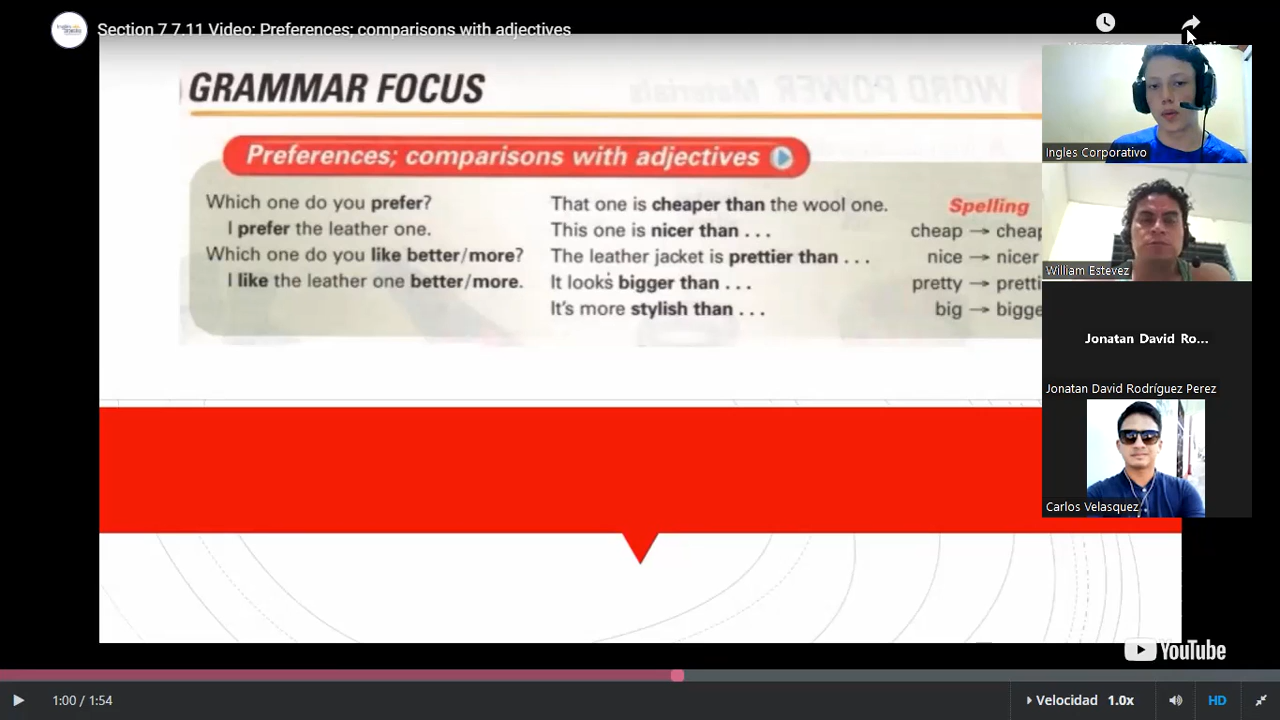 Section 7 7.11 Video: Preferences; comparisons with adjectives
GRAMMAR FOCUS
Preferences; comparisons with adjectives
Which one do you prefer?
I prefer the leather one.
Which one do you like better/more?
I like the leather one better/more.
That one is cheaper than the wool one.
This one is nicer than . . .
The leather jacket is prettier than . . .
It looks bigger than . . .
It's more stylish than . . .
Spelling
cheap → cheap
nice → nicer
pretty → pretti
big → bigge
Ingles Corporativo
William Estevez
Jonatan David Ro...
Jonatan David Rodríguez Perez
Carlos Velasquez
YouTube
1:00 / 1:54
Velocidad 1.0x
HD